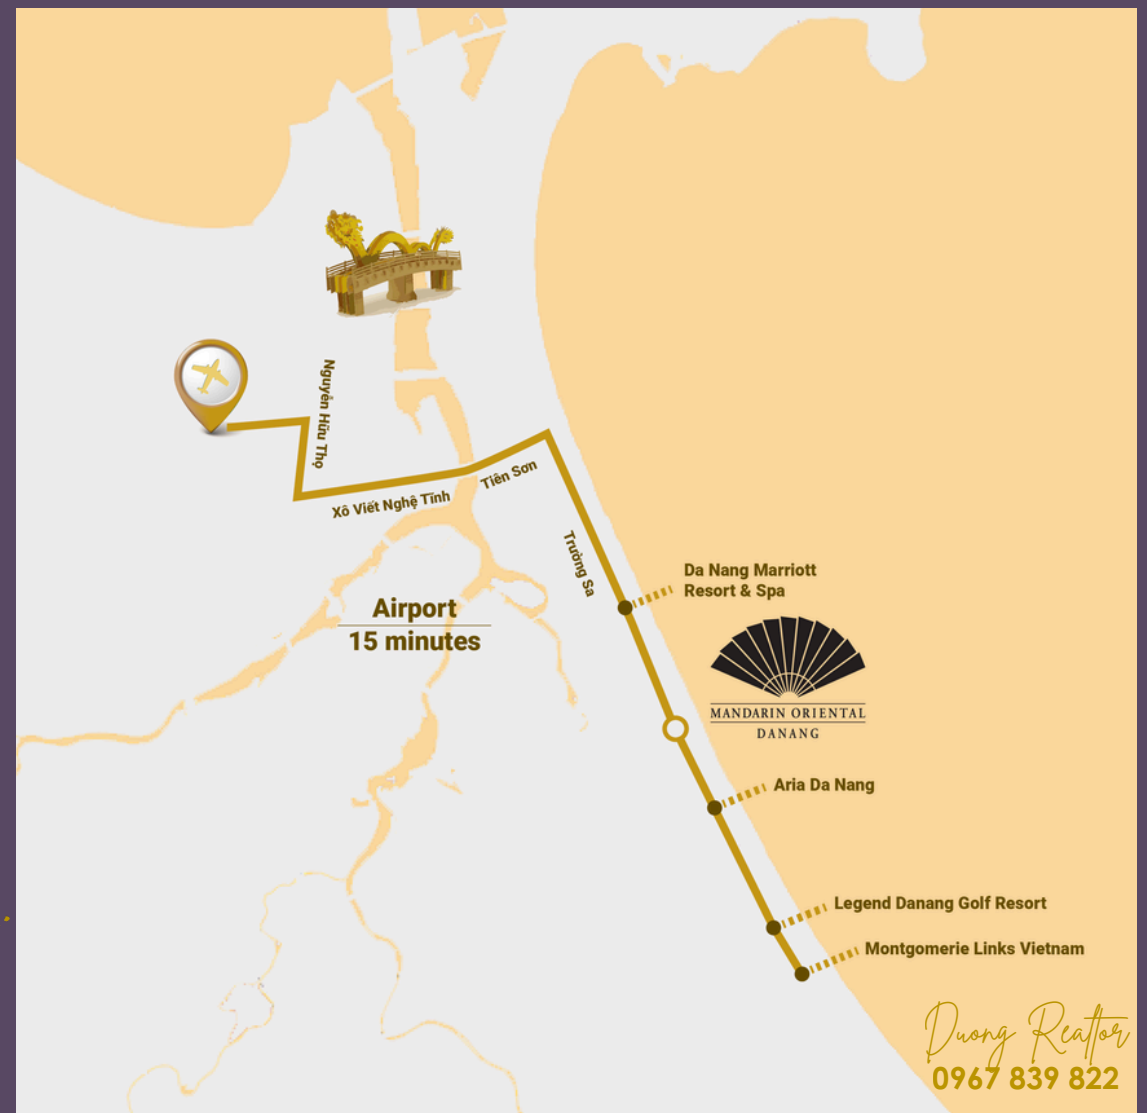 Nguyễn Hữu Thọ
Xô Viết Nghệ Tĩnh
Tiên Sơn
Trường Sa
Airport
15 minutes
Da Nang Marriott
Resort & Spa
MANDARIN ORIENTAL
DANANG
Aria Da Nang
Legend Danang Golf Resort
Montgomerie Links Vietnam
Duong Realtor
0967 839 822